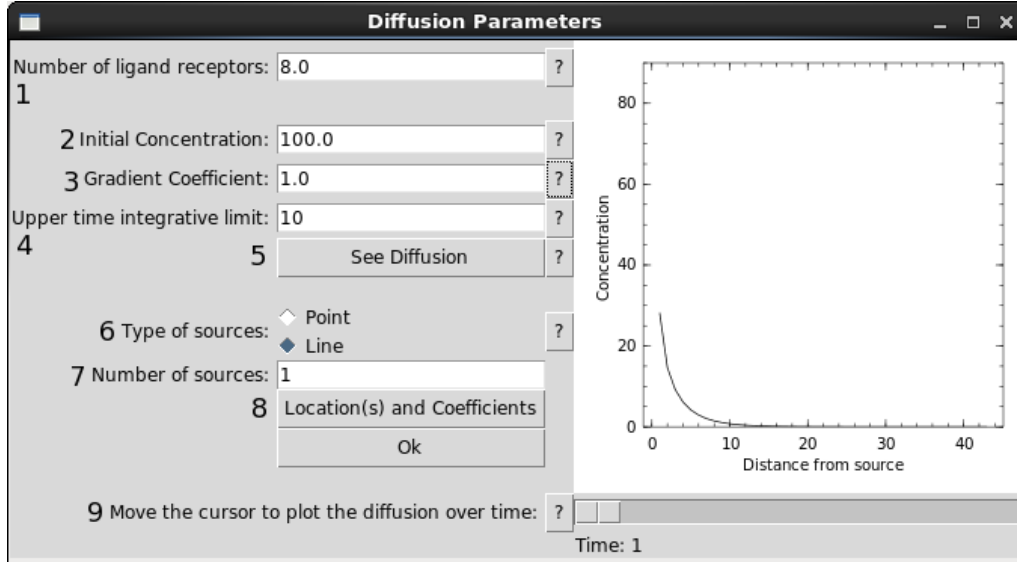 Diffusion Parameters
Number of ligand receptors: 8.0 ?
1
2 Initial Concentration: 100.0 ?
3 Gradient Coefficient: 1.0 ?
Upper time integrative limit: 10 ?
4
5 See Diffusion ?
6 Type of sources: Point ?
Line
7 Number of sources: 1
8 Location(s) and Coefficients
Ok
9 Move the cursor to plot the diffusion over time: ?
Concentration
80
60
40
20
0
0 10 20 30 40
Distance from source
Time: 1